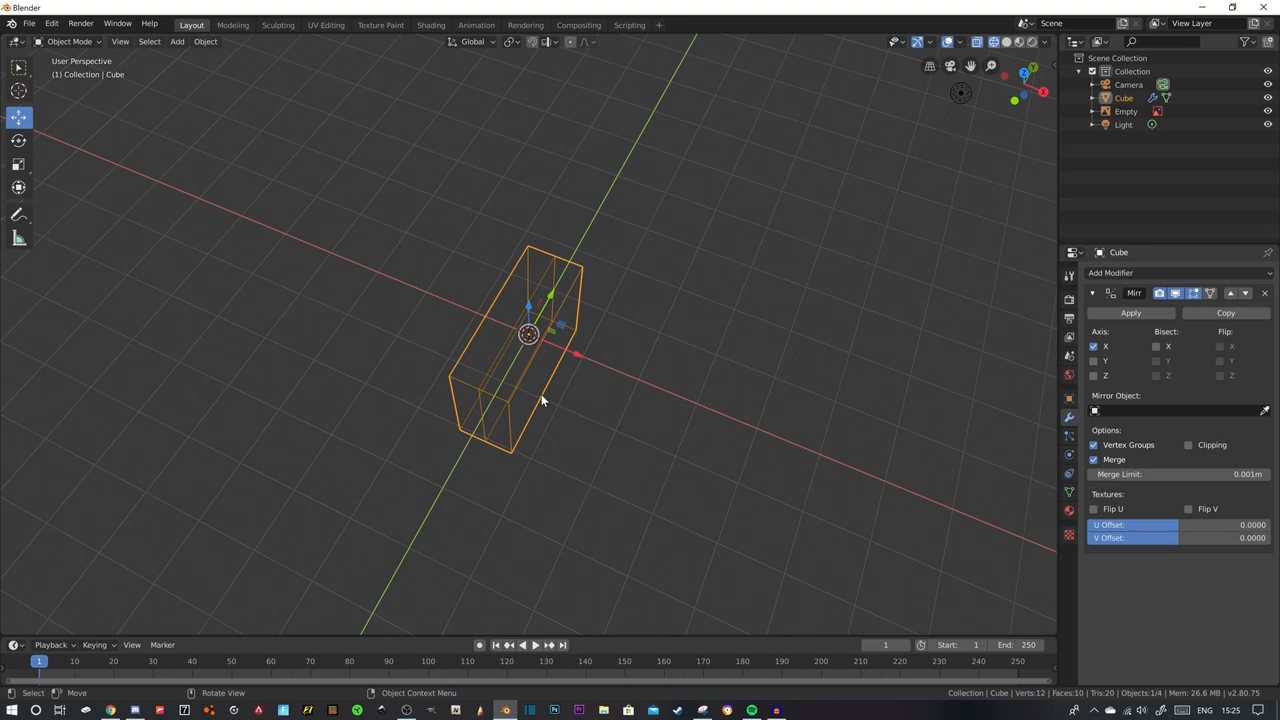 Blender
File Edit Render Window Help
Layout Modeling Sculpting UV Editing Texture Paint Shading Animation Rendering Compositing Scripting +
Scene
View Layer
Object Mode View Select Add Object
Global
User Perspective
(1) Collection | Cube
Y
Z
X
Scene Collection
Collection
Camera
Cube
Empty
Light
Cube
Add Modifier
Mirr
Apply Copy
Axis: Bisect: Flip:
X X X
Y Y Y
Z Z Z
Mirror Object:
Options:
Vertex Groups Clipping
Merge
Merge Limit: 0.001m
Textures:
Flip U Flip V
U Offset: 0.0000
V Offset: 0.0000
Playback Keying View Marker
1 Start: 1 End: 250
1 10 20 30 40 50 60 70 80 90 100 110 120 130 140 150 160 170 180 190 200 210 220 230 240 250
Select Move Rotate View Object Context Menu
Collection | Cube | Verts:12 | Faces:10 | Tris:20 | Objects:1/4 | Mem: 26.6 MB | v2.80.75
ENG 15:25